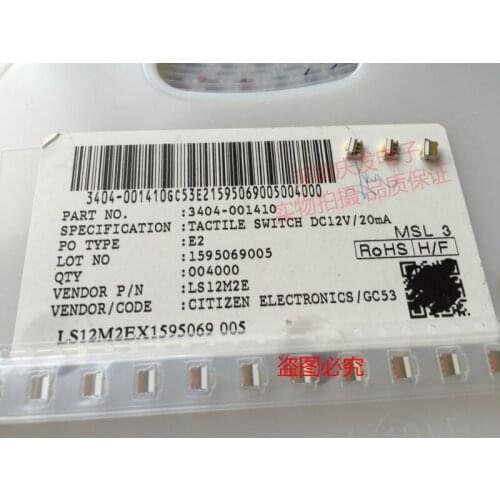 3404-001410GC53E21595069005004000
PART NO. :3404-001410
SPECIFICATION :TACTILE SWITCH DC12V/20mA
PO TYPE :E2
MSL 3
LOT NO :1595069005
RoHS H/F
QTY :004000
VENDOR P/N :LS12M2E
VENDOR/CODE :CITIZEN ELECTRONICS/GC53
LS12M2EX1595069 005
实物拍摄 品质保证
盗图必究